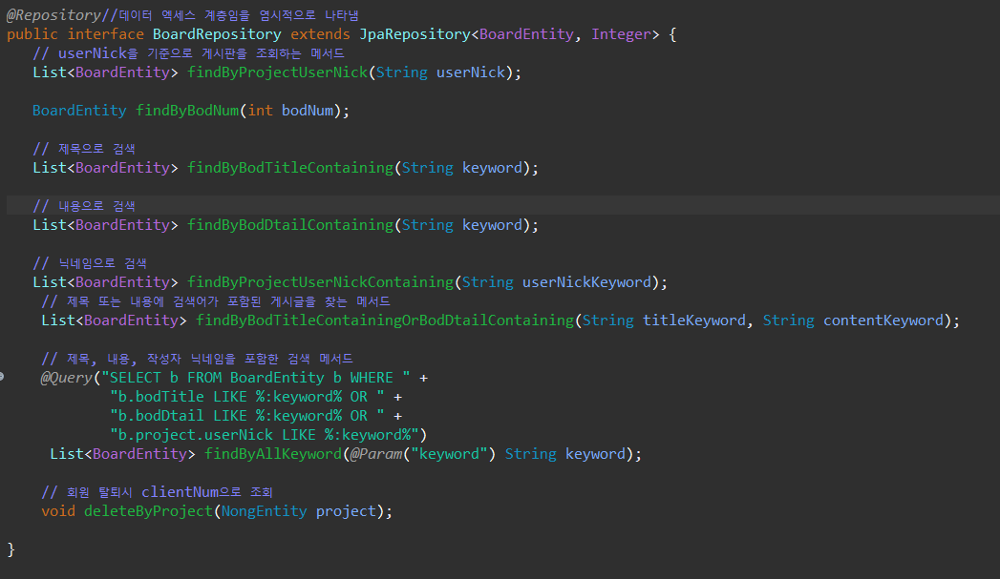 @Repository//데이터 액세스 계층임을 명시적으로 나타냄
public interface BoardRepository extends JpaRepository<BoardEntity, Integer> {
// userNick을 기준으로 게시판을 조회하는 메서드
List<BoardEntity> findByProjectUserNick(String userNick);
BoardEntity findByBodNum(int bodNum);
// 제목으로 검색
List<BoardEntity> findByBodTitleContaining(String keyword);
// 내용으로 검색
List<BoardEntity> findByBodDtailContaining(String keyword);
// 닉네임으로 검색
List<BoardEntity> findByProjectUserNickContaining(String userNickKeyword);
// 제목 또는 내용에 검색어가 포함된 게시글을 찾는 메서드
List<BoardEntity> findByBodTitleContainingOrBodDtailContaining(String titleKeyword, String contentKeyword);
// 제목, 내용, 작성자 닉네임을 포함한 검색 메서드
@Query("SELECT b FROM BoardEntity b WHERE " +
"b.bodTitle LIKE %:keyword% OR " +
"b.bodDtail LIKE %:keyword% OR " +
"b.project.userNick LIKE %:keyword%")
List<BoardEntity> findByAllKeyword(@Param("keyword") String keyword);
// 회원 탈퇴시 clientNum으로 조회
void deleteByProject(NongEntity project);
}